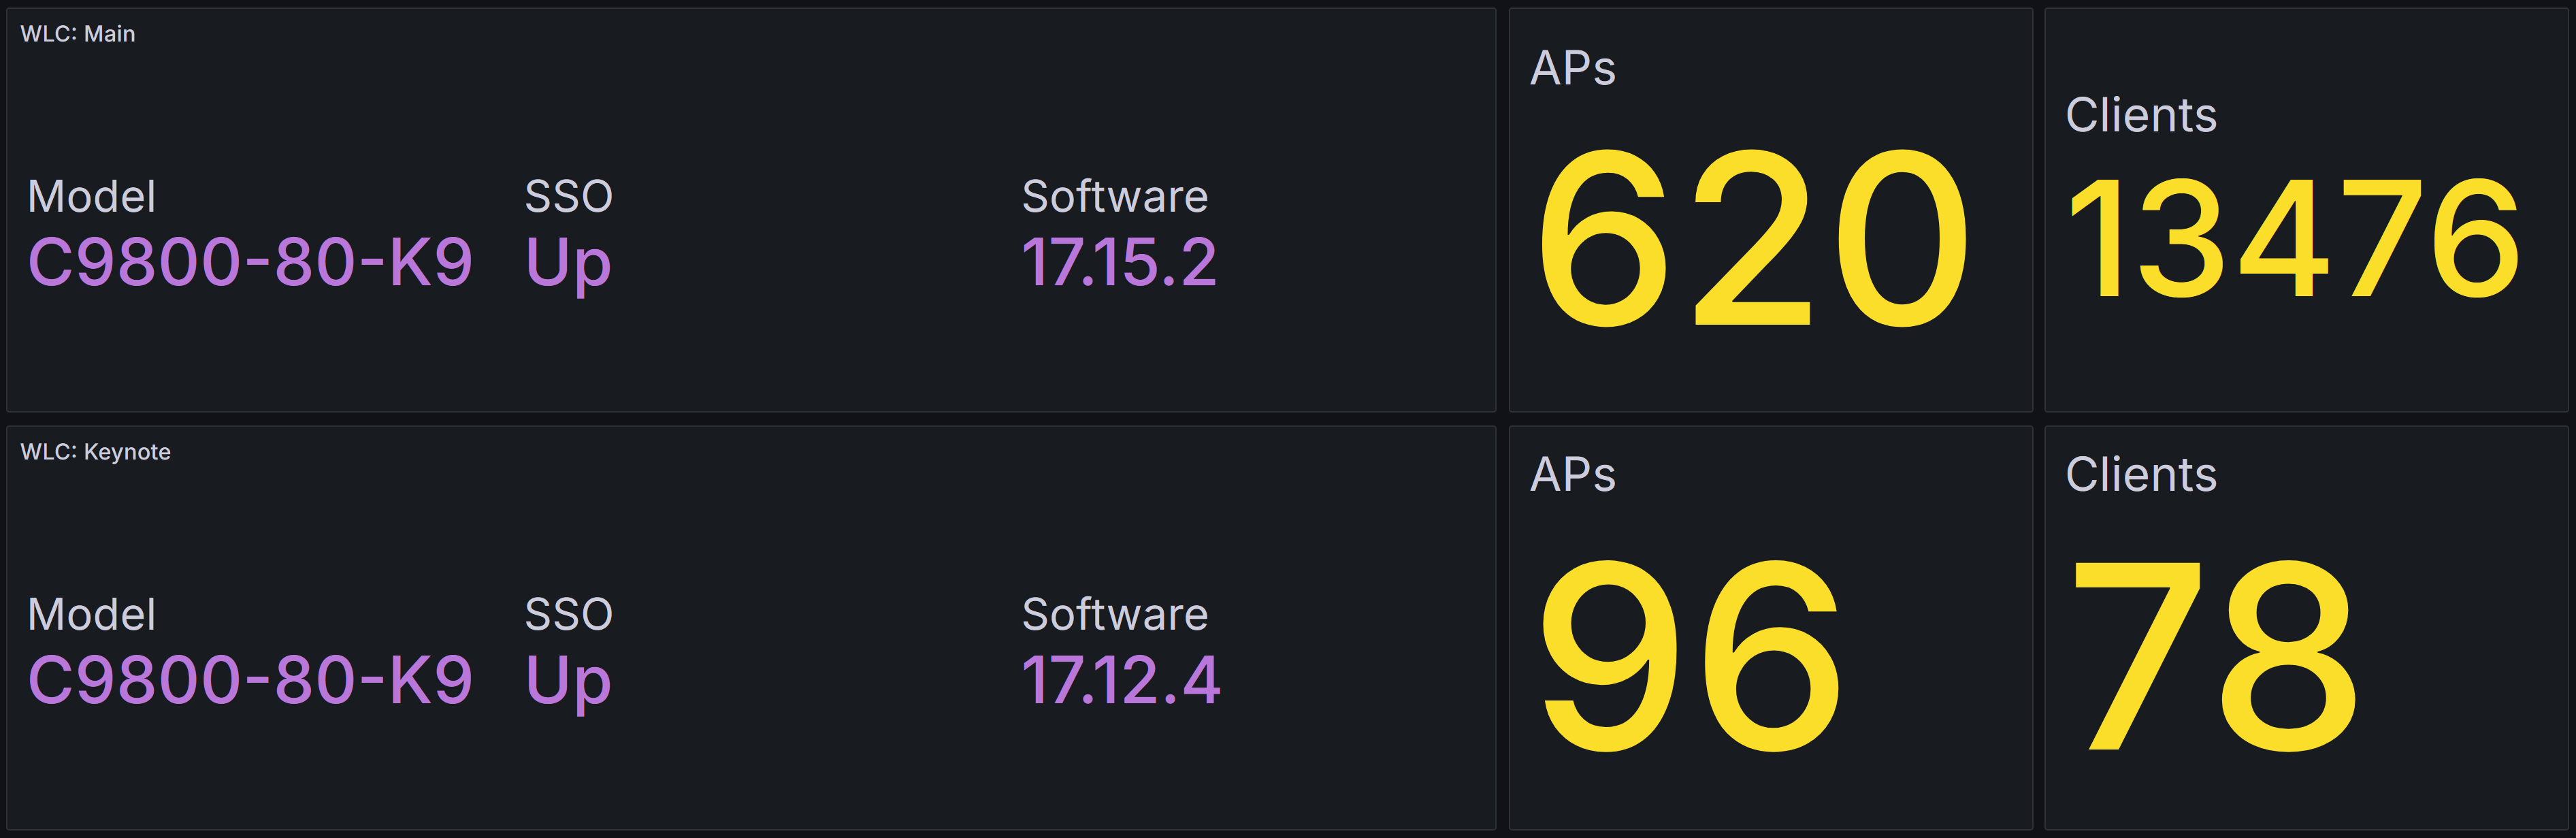 WLC: Main
Model SSO Software
C9800-80-K9 Up 17.15.2
APs
620
Clients
13476
WLC: Keynote
Model SSO Software
C9800-80-K9 Up 17.12.4
APs
96
Clients
78